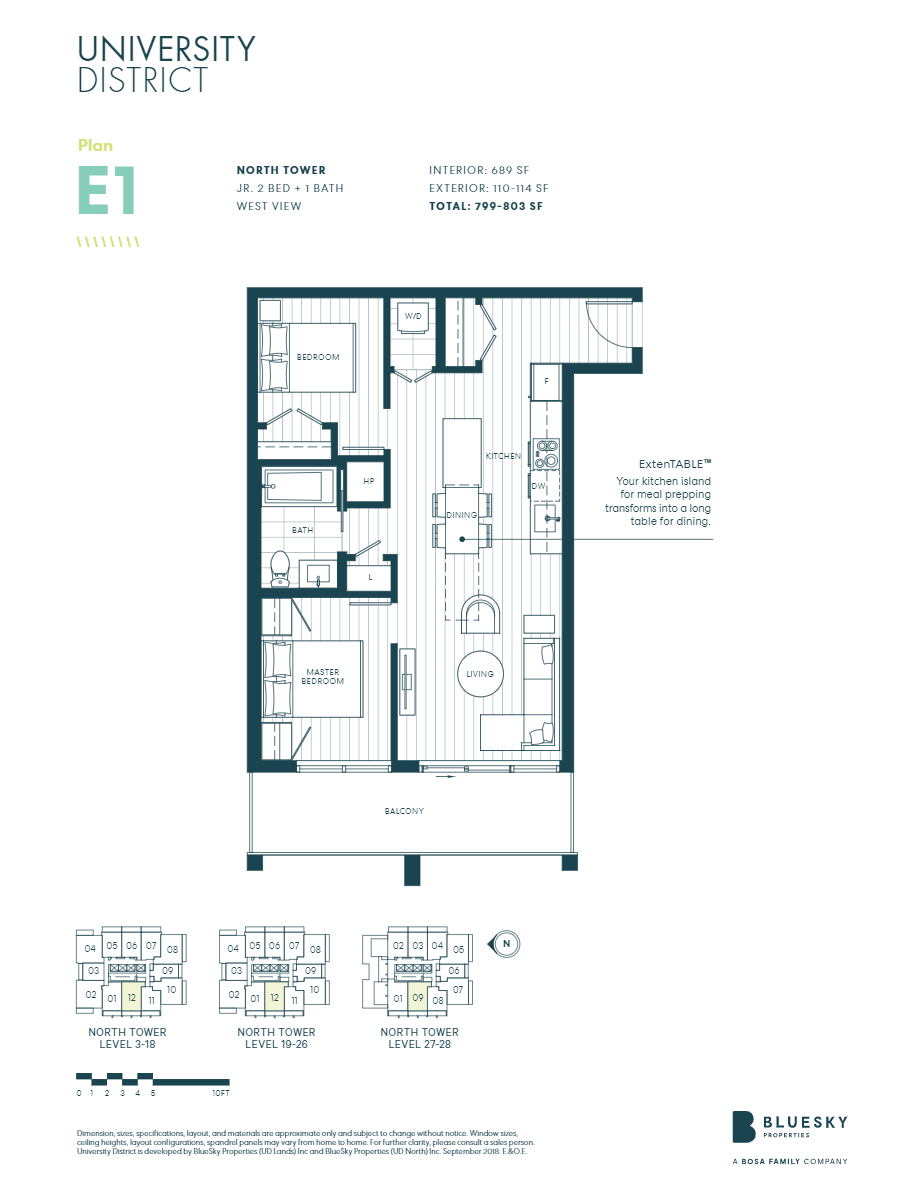 UNIVERSITY
DISTRICT
Plan
E1
NORTH TOWER
JR. 2 BED + 1 BATH
WEST VIEW
INTERIOR: 689 SF
EXTERIOR: 110-114 SF
TOTAL: 799-803 SF
W/D
BEDROOM
F
KITCHEN
ExtenTABLE™
Your kitchen island
for meal prepping
transforms into a long
table for dining.
HP
DW
DINING
BATH
L
MASTER
BEDROOM
LIVING
BALCONY
04 05 06 07 08
03 09
02 01 12 11 10
NORTH TOWER
LEVEL 3-18
04 05 06 07 08
03 09
02 01 12 11 10
NORTH TOWER
LEVEL 19-26
02 03 04 05
06
01 09 08 07
NORTH TOWER
LEVEL 27-28
N
0 1 2 3 4 5 10FT
Dimension, sizes, specifications, layout, and materials are approximate only and subject to change without notice. Window sizes,
ceiling heights, layout configurations, spandrel panels may vary from home to home. For further clarity, please consult a sales person.
University District is developed by BlueSky Properties (UD Lands) Inc and BlueSky Properties (UD North) Inc. September 2018. E.&O.E.
BLUESKY
PROPERTIES
A BOSA FAMILY COMPANY